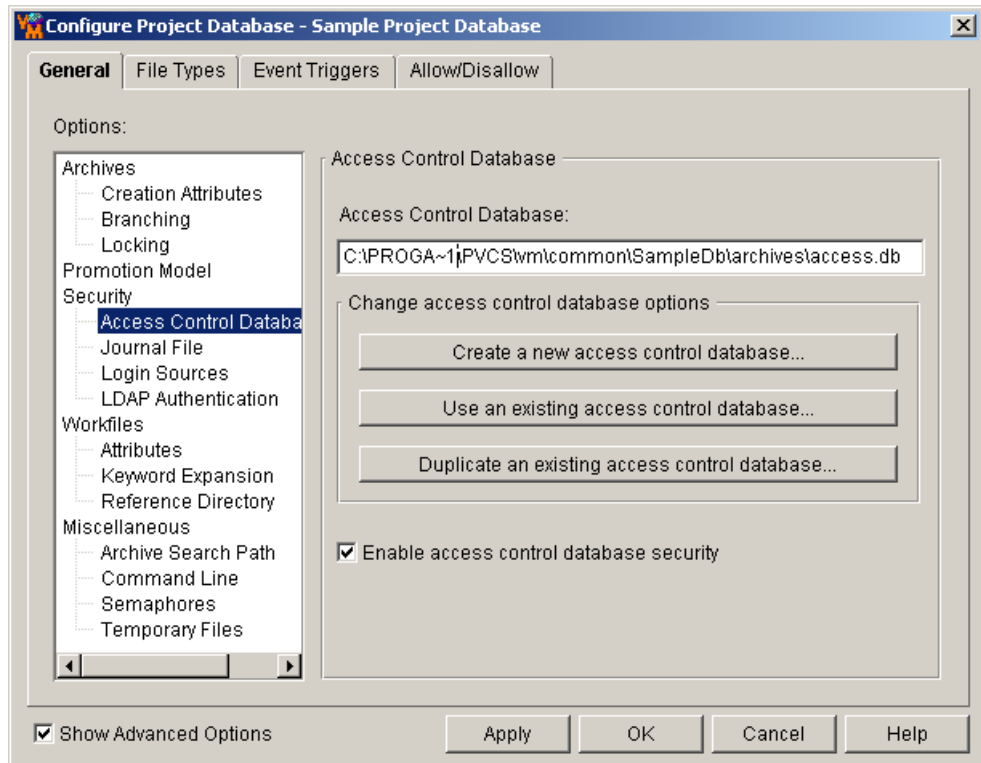 Configure Project Database - Sample Project Database
General File Types Event Triggers Allow/Disallow
Options:
Archives
Creation Attributes
Branching
Locking
Promotion Model
Security
Access Control Databa
Journal File
Login Sources
LDAP Authentication
Workfiles
Attributes
Keyword Expansion
Reference Directory
Miscellaneous
Archive Search Path
Command Line
Semaphores
Temporary Files
Access Control Database
Access Control Database:
C:\PROGA~1\PVCS\vm\common\SampleDb\archives\access.db
Change access control database options
Create a new access control database...
Use an existing access control database...
Duplicate an existing access control database...
Enable access control database security
Show Advanced Options
Apply OK Cancel Help